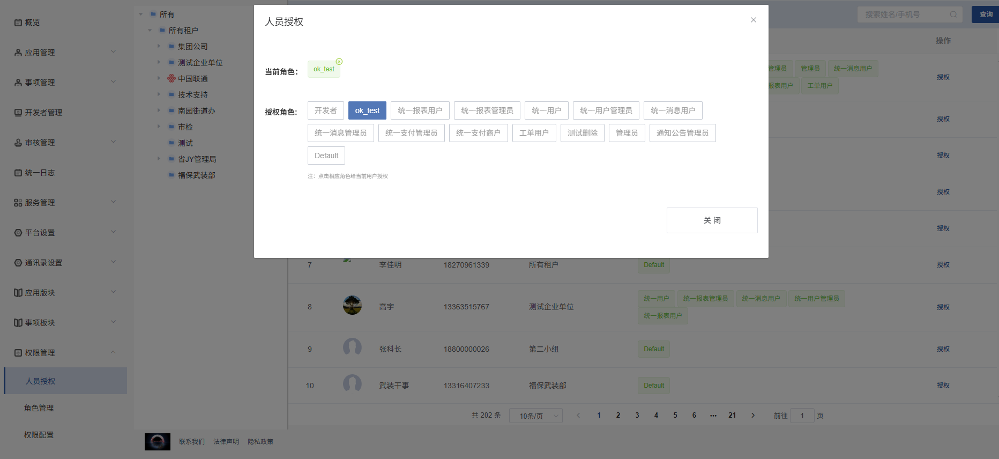 概览
应用管理
事项管理
开发者管理
审核管理
统一日志
服务管理
平台设置
通讯录设置
应用版块
事项板块
权限管理
人员授权
角色管理
权限配置
所有
所有租户
集团公司
测试企业单位
中国联通
技术支持
南园街道办
市检
测试
省JY管理局
福保武装部
人员授权
当前角色：
ok_test
授权角色:
开发者 ok_test 统一报表用户 统一报表管理员 统一用户 统一用户管理员 统一消息用户
统一消息管理员 统一支付管理员 统一支付商户 工单用户 测试删除 管理员 通知公告管理员
Default
注：点击相应角色给当前用户授权
关 闭
搜索姓名/手机号 查询
操作
管理员 管理员 统一消息用户
报表用户 工单用户
授权
授权
授权
授权
授权
7 李佳明 18270961339 所有租户 Default 授权
8 高宇 13363515767 测试企业单位 统一用户 统一报表管理员 统一消息用户 统一用户管理员 授权
统一报表用户
9 张科长 18800000026 第二小组 Default 授权
10 武装干事 13316407233 福保武装部 Default 授权
共 202 条 10条/页 1 2 3 4 5 6 ••• 21 前往 1 页
联系我们 法律声明 隐私政策